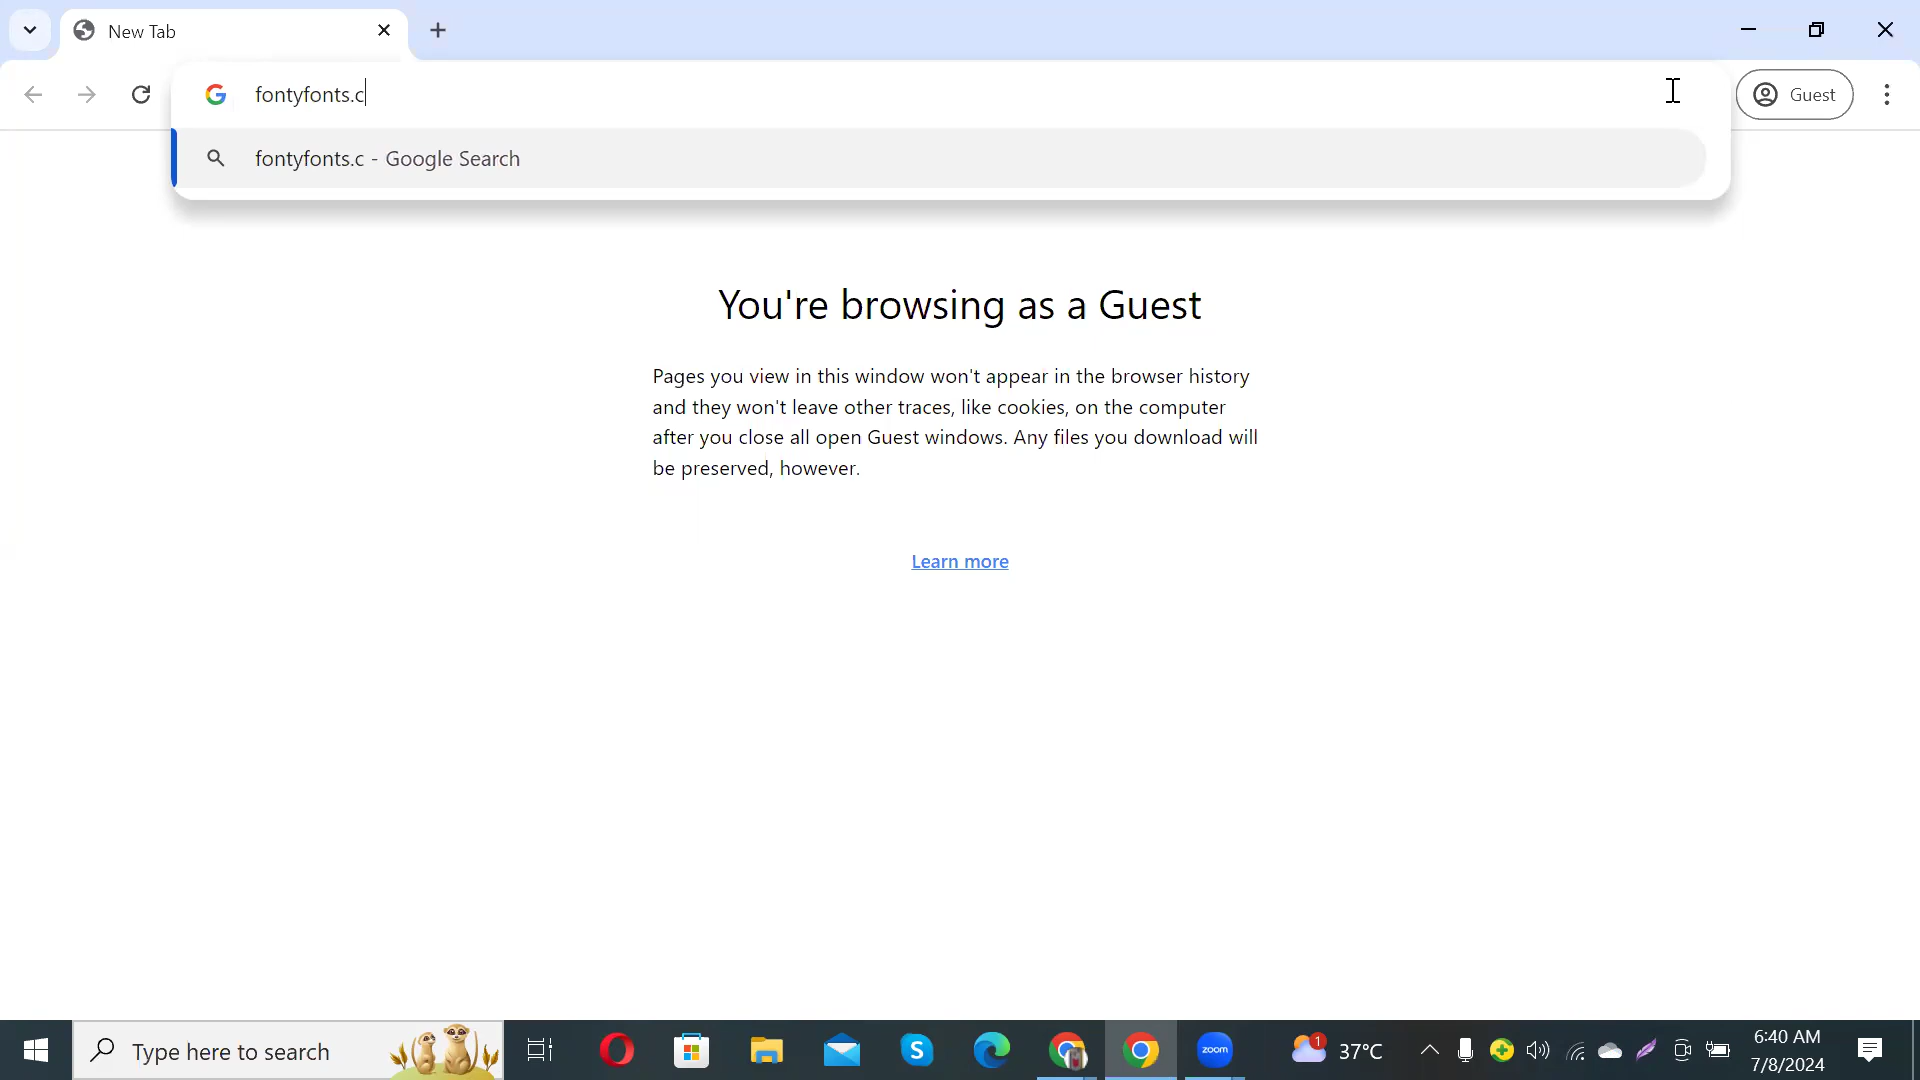 New Tab
fontyfonts.c
Guest
fontyfonts.c - Google Search
You're browsing as a Guest
Pages you view in this window won't appear in the browser history
and they won't leave other traces, like cookies, on the computer
after you close all open Guest windows. Any files you download will
be preserved, however.
Learn more
Type here to search
zoom
1
37°C
6:40 AM
7/8/2024